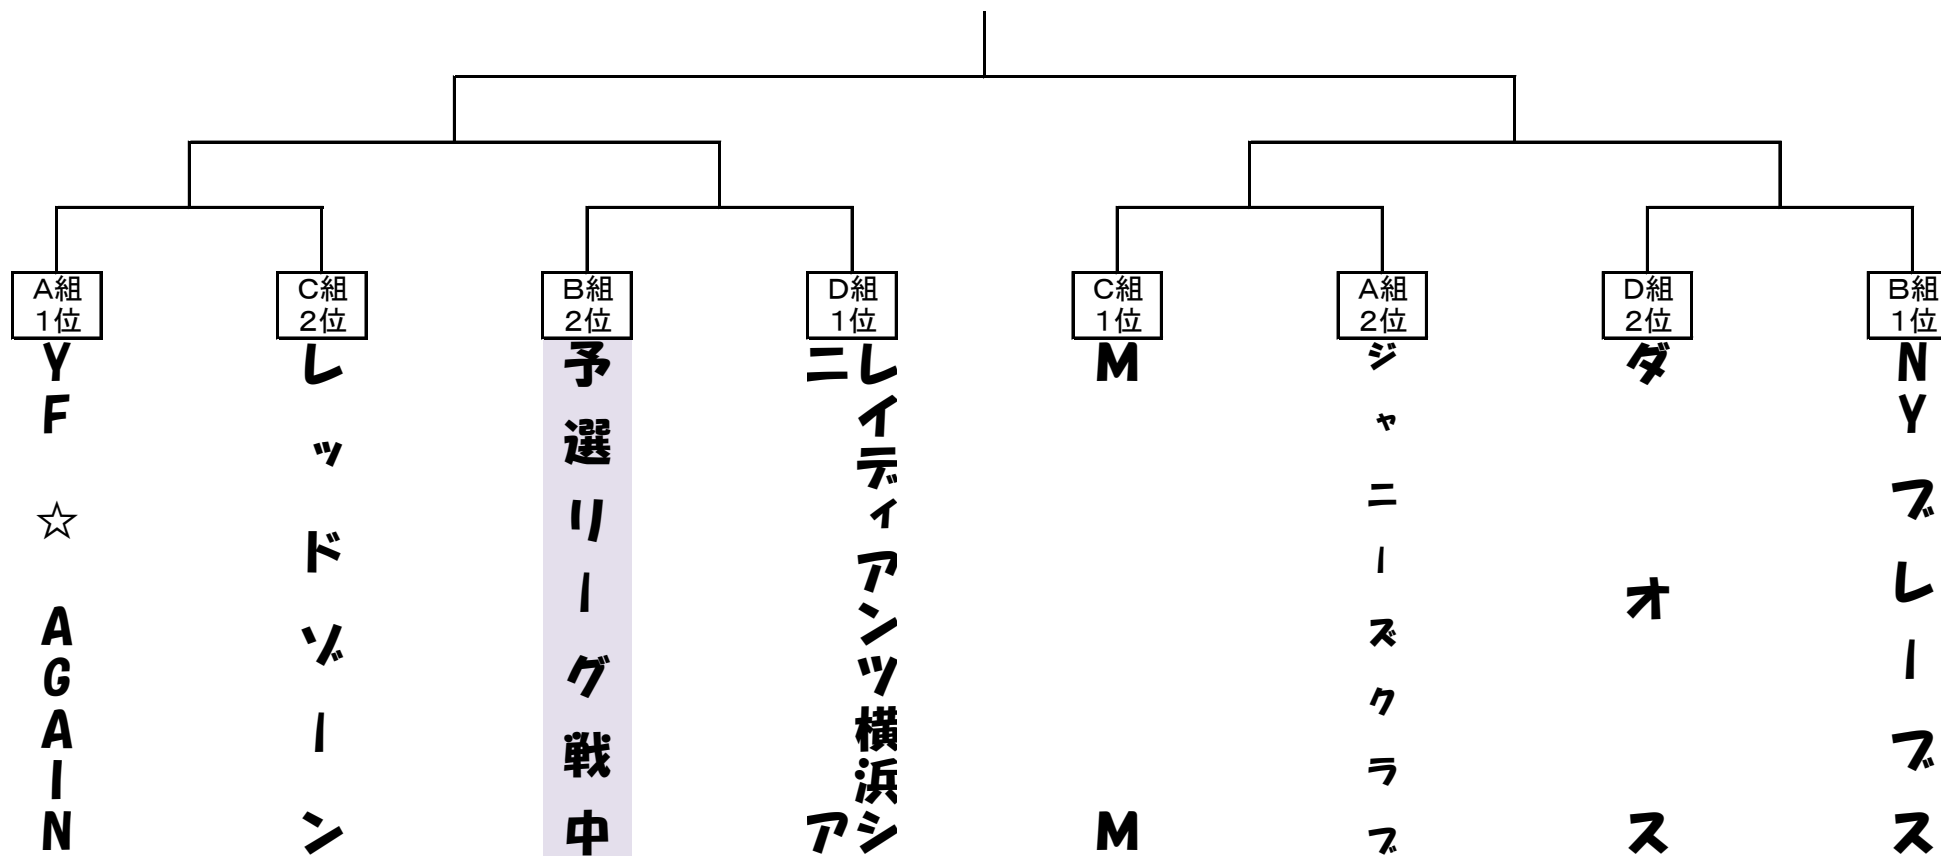 A組
1位
YF ☆ AGAIN
C組
2位
レッドゾーン
B組
2位
予選リーグ戦中
D組
1位
レイディアンツ横浜シ
ニア
C組
1位
MM
A組
2位
ジャニーズクラブ
D組
2位
ダオス
B組
1位
NYブレーブス